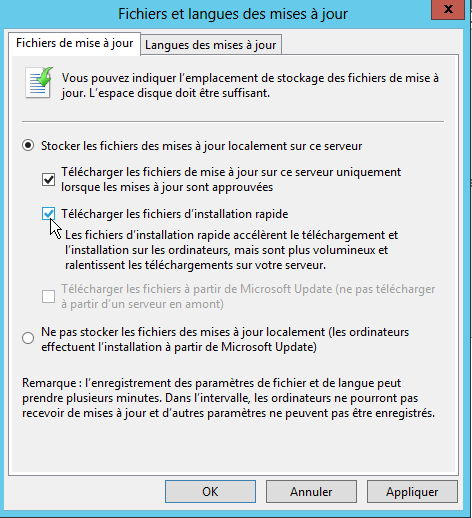 Fichiers et langues des mises à jour
x
Fichiers de mise à jour
Langues des mises à jour
Vous pouvez indiquer l'emplacement de stockage des fichiers de mise à
jour. L'espace disque doit être suffisant.
Stocker les fichiers des mises à jour localement sur ce serveur
Télécharger les fichiers de mise à jour sur ce serveur uniquement
lorsque les mises à jour sont approuvées
Télécharger les fichiers d'installation rapide
Les fichiers d'installation rapide accélèrent le téléchargement et
l'installation sur les ordinateurs, mais sont plus volumineux et
ralentissent les téléchargements sur votre serveur.
Télécharger les fichiers à partir de Microsoft Update (ne pas télécharger
à partir d'un serveur en amont)
Ne pas stocker les fichiers des mises à jour localement (les ordinateurs
effectuent l'installation à partir de Microsoft Update)
Remarque : l'enregistrement des paramètres de fichier et de langue peut
prendre plusieurs minutes. Dans l'intervalle, les ordinateurs ne pourront pas
recevoir de mises à jour et d'autres paramètres ne peuvent pas être enregistrés.
OK
Annuler
Appliquer